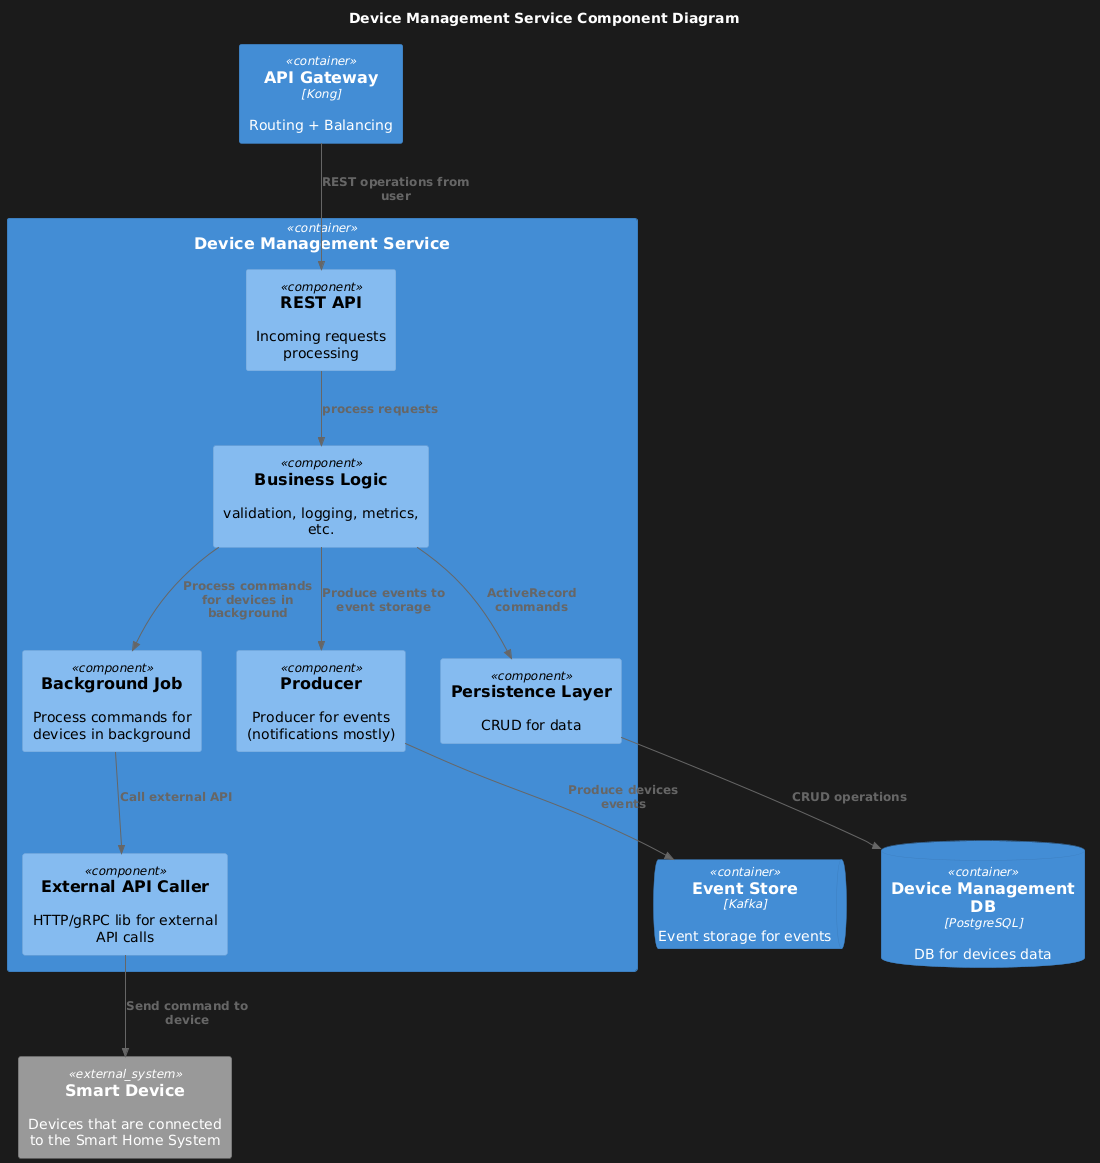 Device Management Service Component Diagram
«container»
API Gateway
[Kong]
Routing + Balancing
REST operations from
user
«container»
Device Management Service
«component»
REST API
Incoming requests
processing
process requests
«component»
Business Logic
validation, logging, metrics,
etc.
Process commands
for devices in
background
Produce events to
event storage
ActiveRecord
commands
«component»
Background Job
Process commands for
devices in background
«component»
Producer
Producer for events
(notifications mostly)
«component»
Persistence Layer
CRUD for data
Call external API
Produce devices
events
CRUD operations
«component»
External API Caller
HTTP/gRPC lib for external
API calls
«container»
Event Store
[Kafka]
Event storage for events
«container»
Device Management
DB
[PostgreSQL]
DB for devices data
Send command to
device
«external_system»
Smart Device
Devices that are connected
to the Smart Home System